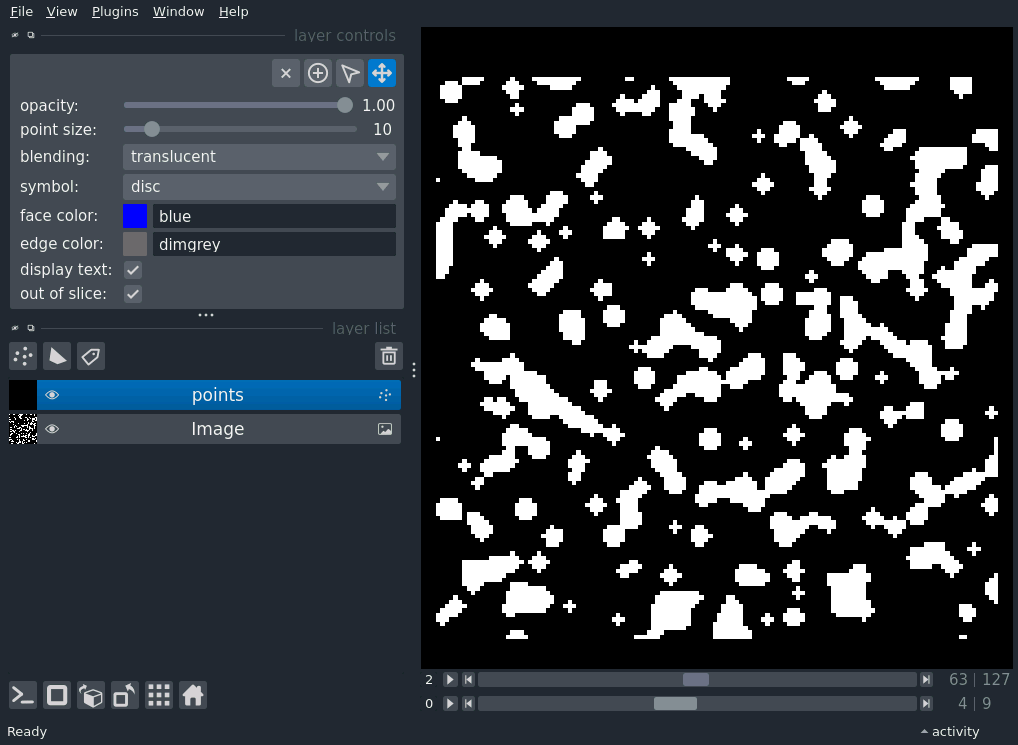 File View Plugins Window Help
layer controls
opacity: 1.00
point size: 10
blending: translucent
symbol: disc
face color: blue
edge color: dimgrey
display text:
out of slice:
layer list
points
Image
2 63 | 127
0 4 | 9
Ready activity